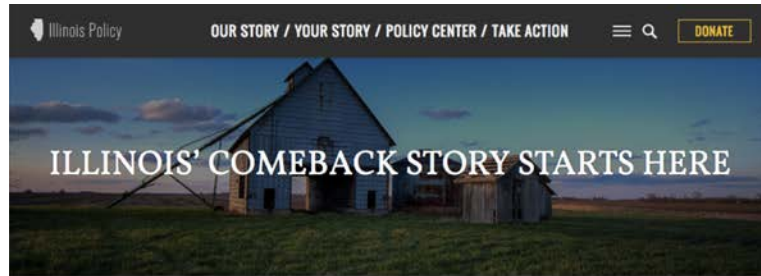 Illinois Policy
OUR STORY / YOUR STORY / POLICY CENTER / TAKE ACTION
DONATE
ILLINOIS’ COMEBACK STORY STARTS HERE